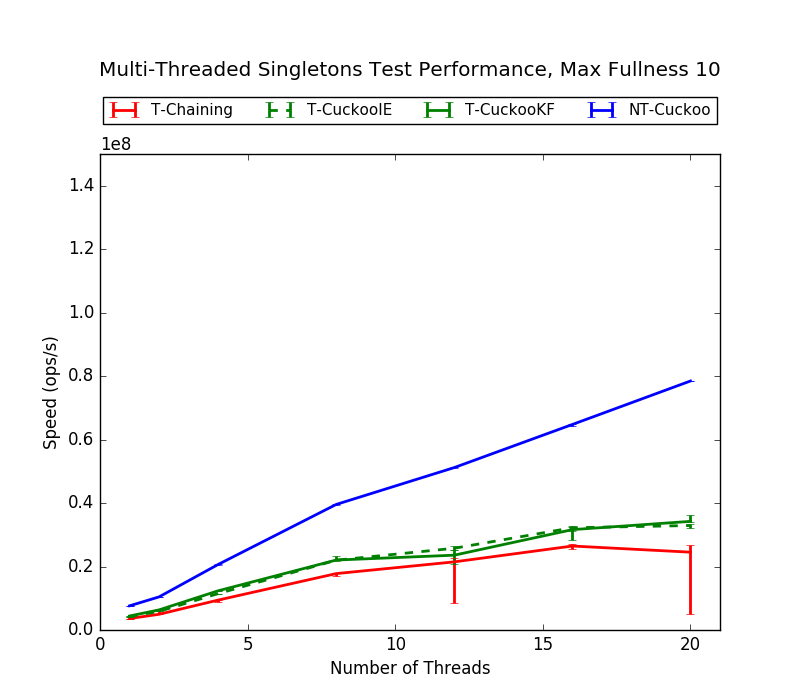 Multi-Threaded Singletons Test Performance, Max Fullness 10
T-Chaining T-CuckooIE T-CuckooKF NT-Cuckoo
1e8
1.4
1.2
1.0
0.8
0.6
0.4
0.2
0.0
Speed (ops/s)
0 5 10 15 20
Number of Threads